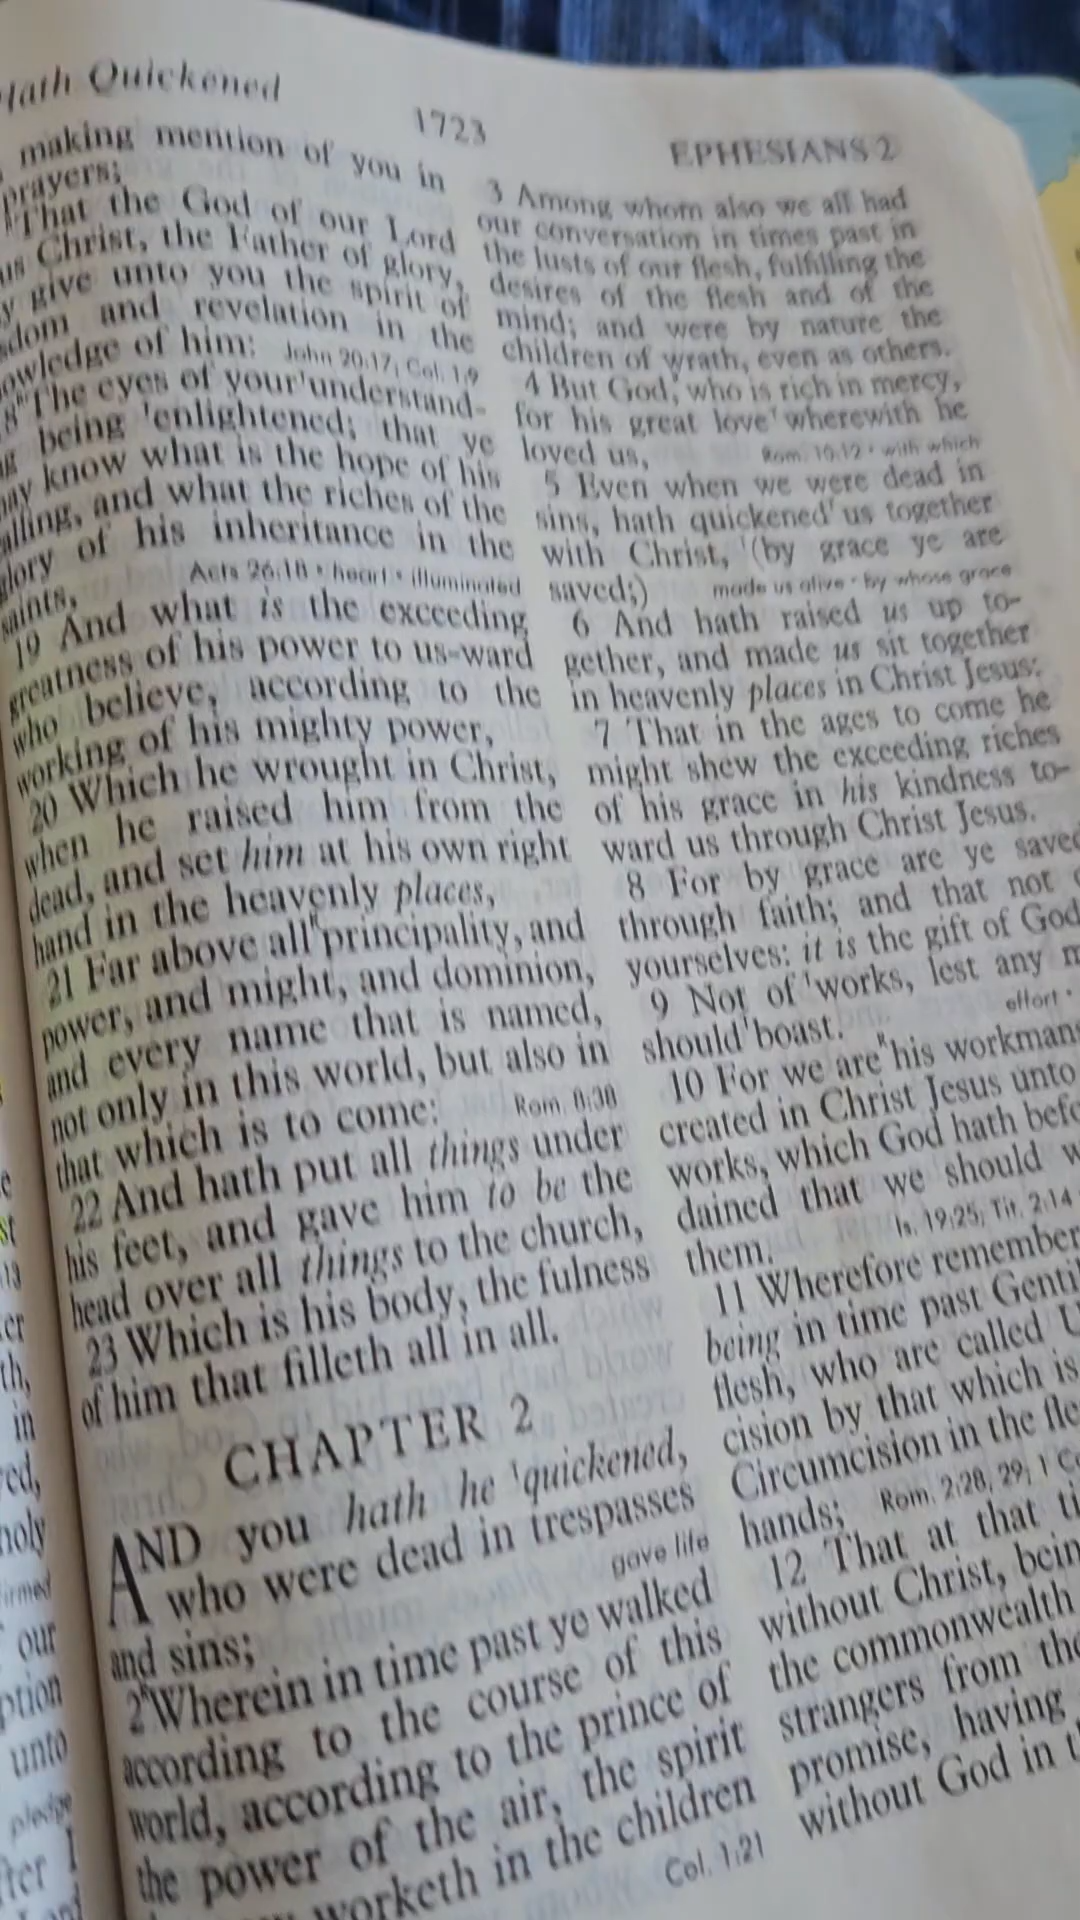 Hath Quickened
1723
EPHESIANS 2
making mention of you in
prayers;
That the God of our Lord
us Christ, the Father of glory,
y give unto you the spirit of
sdom and revelation in the
owledge of him: John 20:17; Col. 1:9
8 The eyes of your understand-
g being enlightened; that ye
may know what is the hope of his
alling, and what the riches of the
glory of his inheritance in the
saints, Acts 26:18 • heart • illuminated
19 And what is the exceeding
greatness of his power to us-ward
who believe, according to the
working of his mighty power,
20 Which he wrought in Christ,
when he raised him from the
dead, and set him at his own right
hand in the heavenly places,
21 Far above all principality, and
power, and might, and dominion,
and every name that is named,
not only in this world, but also in
that which is to come: Rom. 8:38
22 And hath put all things under
his feet, and gave him to be the
head over all things to the church,
23 Which is his body, the fulness
of him that filleth all in all.
CHAPTER 2
AND you hath he quickened,
who were dead in trespasses
and sins; gave life
2 Wherein in time past ye walked
according to the course of this
world, according to the prince of
the power of the air, the spirit
worketh in the children
Col. 1:21
3 Among whom also we all had
our conversation in times past in
the lusts of our flesh, fulfilling the
desires of the flesh and of the
mind; and were by nature the
children of wrath, even as others.
4 But God, who is rich in mercy,
for his great love wherewith he
loved us, Rom. 10:12 • with which
5 Even when we were dead in
sins, hath quickened us together
with Christ, (by grace ye are
saved;) made us alive • by whose grace
6 And hath raised us up to-
gether, and made us sit together
in heavenly places in Christ Jesus:
7 That in the ages to come he
might shew the exceeding riches
of his grace in his kindness to-
ward us through Christ Jesus.
8 For by grace are ye saved
through faith; and that not o
yourselves: it is the gift of God
9 Not of works, lest any m
should boast. effort •
10 For we are his workmans
created in Christ Jesus unto
works, which God hath befo
dained that we should w
them. Is. 19:25; Tit. 2:14
11 Wherefore remember
being in time past Gentil
flesh, who are called U
cision by that which is
Circumcision in the fle
hands; Rom. 2:28, 29; 1 Co
12 That at that ti
without Christ, bein
the commonwealth
strangers from the
promise, having
without God in t